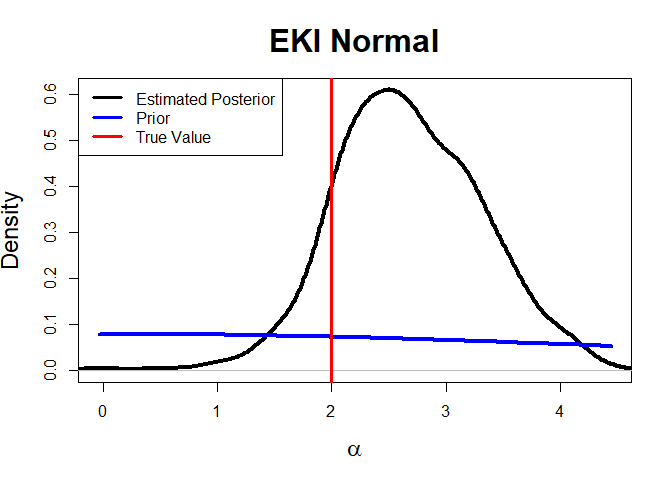 EKI Normal
Estimated Posterior
Prior
True Value
Density
0.0
0.1
0.2
0.3
0.4
0.5
0.6
0
1
2
3
4
α